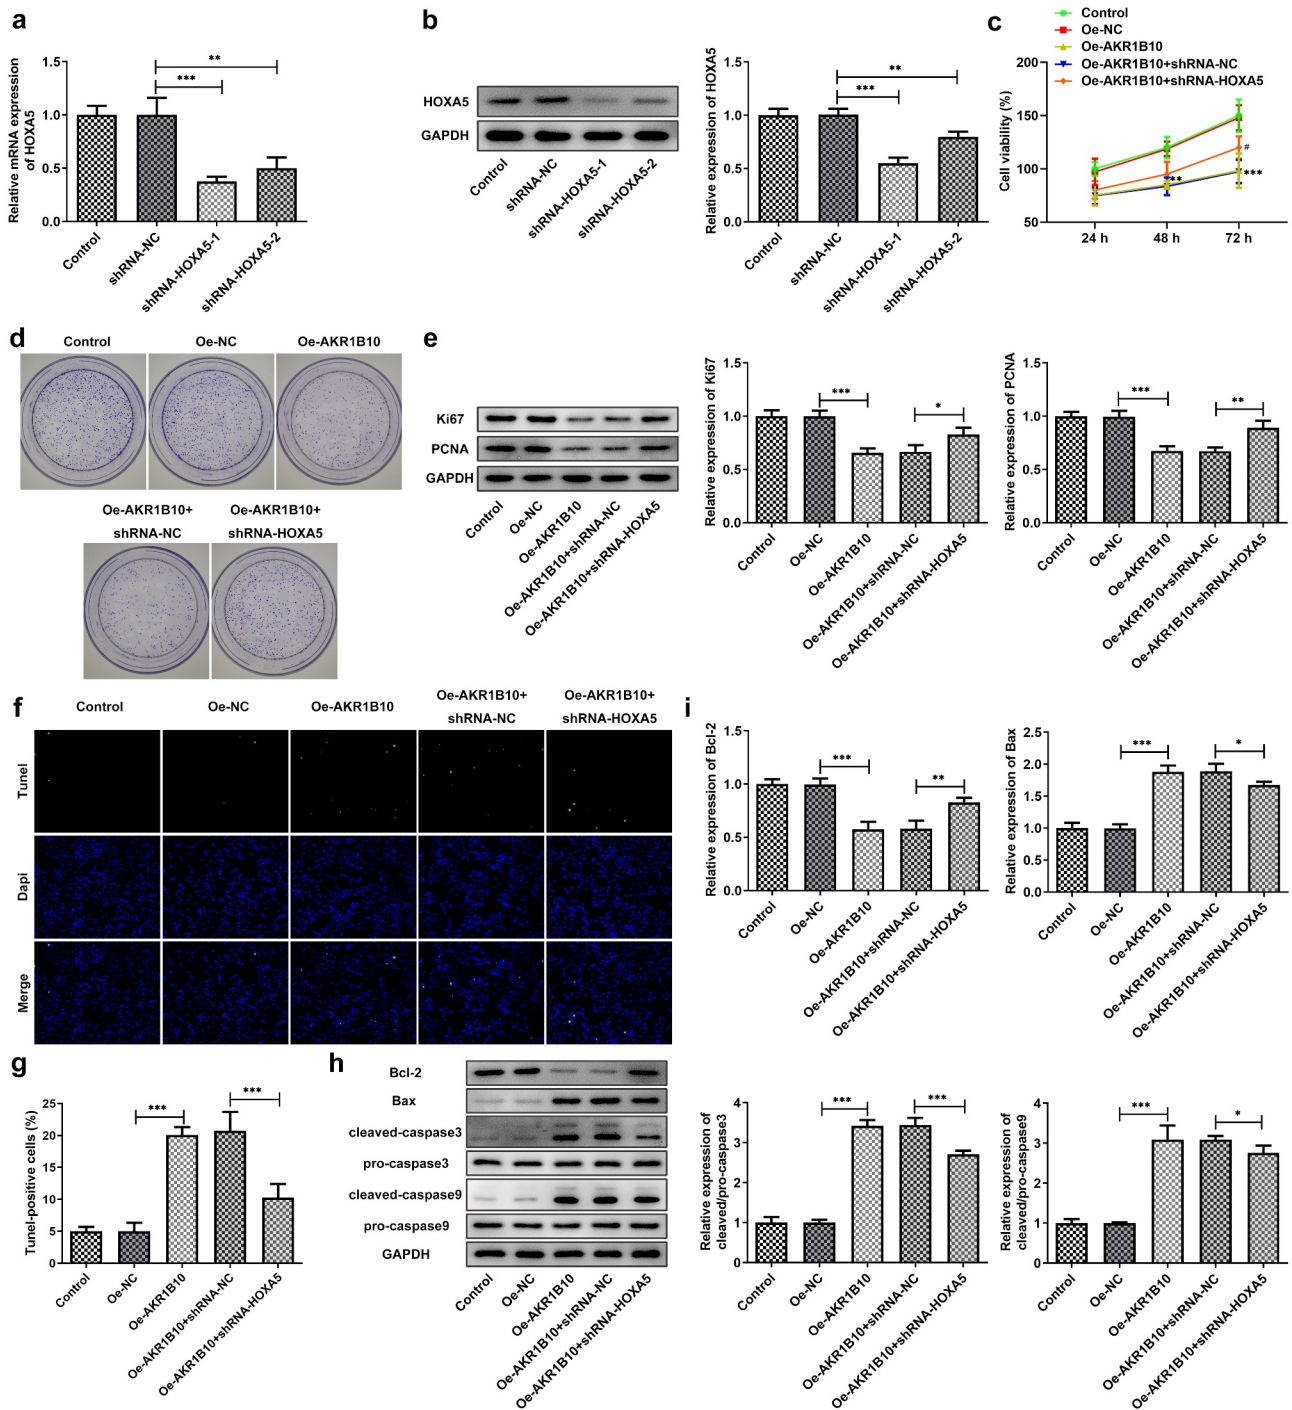 a
Relative mRNA expression
of HOXA5
1.5
1.0
0.5
0.0
**
***
Control
shRNA-NC
shRNA-HOXA5-1
shRNA-HOXA5-2
b
HOXA5
GAPDH
Control
shRNA-NC
shRNA-HOXA5-1
shRNA-HOXA5-2
Relative expression of HOXA5
1.5
1.0
0.5
0.0
**
***
Control
shRNA-NC
shRNA-HOXA5-1
shRNA-HOXA5-2
c
Control
Oe-NC
Oe-AKR1B10
Oe-AKR1B10+shRNA-NC
Oe-AKR1B10+shRNA-HOXA5
Cell viability (%)
200
150
100
50
#
***
**
24 h
48 h
72 h
d
Control
Oe-NC
Oe-AKR1B10
Oe-AKR1B10+
shRNA-NC
Oe-AKR1B10+
shRNA-HOXA5
e
Ki67
PCNA
GAPDH
Control
Oe-NC
Oe-AKR1B10
Oe-AKR1B10+shRNA-NC
Oe-AKR1B10+shRNA-HOXA5
Relative expression of Ki67
1.5
1.0
0.5
0.0
***
*
Control
Oe-NC
Oe-AKR1B10
Oe-AKR1B10+shRNA-NC
Oe-AKR1B10+shRNA-HOXA5
Relative expression of PCNA
1.5
1.0
0.5
0.0
***
**
Control
Oe-NC
Oe-AKR1B10
Oe-AKR1B10+shRNA-NC
Oe-AKR1B10+shRNA-HOXA5
f
Control
Oe-NC
Oe-AKR1B10
Oe-AKR1B10+
shRNA-NC
Oe-AKR1B10+
shRNA-HOXA5
Tunel
Dapi
Merge
g
Tunel-positive cells (%)
25
20
15
10
5
0
***
***
Control
Oe-NC
Oe-AKR1B10
Oe-AKR1B10+shRNA-NC
Oe-AKR1B10+shRNA-HOXA5
h
Bcl-2
Bax
cleaved-caspase3
pro-caspase3
cleaved-caspase9
pro-caspase9
GAPDH
Control
Oe-NC
Oe-AKR1B10
Oe-AKR1B10+shRNA-NC
Oe-AKR1B10+shRNA-HOXA5
i
Relative expression of Bcl-2
1.5
1.0
0.5
0.0
***
**
Control
Oe-NC
Oe-AKR1B10
Oe-AKR1B10+shRNA-NC
Oe-AKR1B10+shRNA-HOXA5
Relative expression of Bax
2.5
2.0
1.5
1.0
0.5
0.0
***
*
Control
Oe-NC
Oe-AKR1B10
Oe-AKR1B10+shRNA-NC
Oe-AKR1B10+shRNA-HOXA5
Relative expression of
cleaved/pro-caspase3
4
3
2
1
0
***
***
Control
Oe-NC
Oe-AKR1B10
Oe-AKR1B10+shRNA-NC
Oe-AKR1B10+shRNA-HOXA5
Relative expression of
cleaved/pro-caspase9
4
3
2
1
0
***
*
Control
Oe-NC
Oe-AKR1B10
Oe-AKR1B10+shRNA-NC
Oe-AKR1B10+shRNA-HOXA5